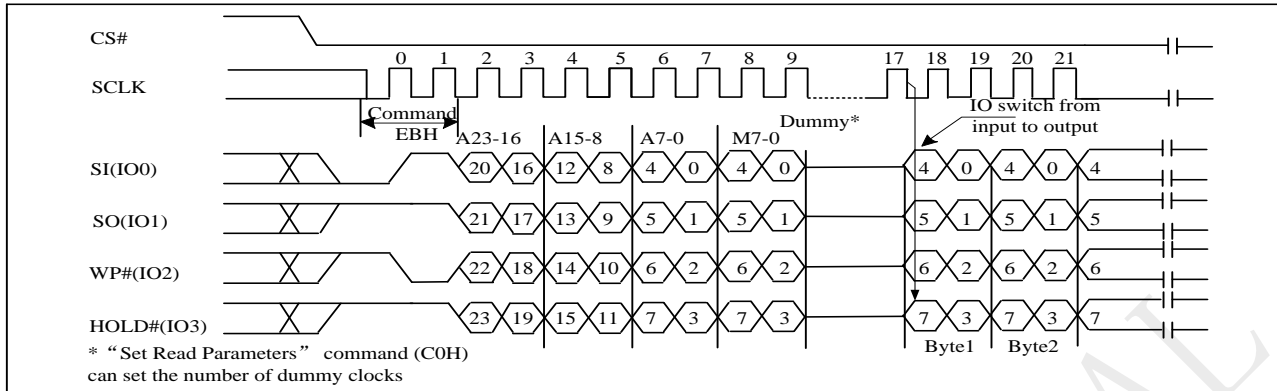 CS#
0 1 2 3 4 5 6 7 8 9 17 18 19 20 21
SCLK
Command
EBH
Dummy*
IO switch from
input to output
A23-16 A15-8 A7-0 M7-0
SI(IO0) 20 16 12 8 4 0 4 0 4 0 4 0 4
SO(IO1) 21 17 13 9 5 1 5 1 5 1 5 1 5
WP#(IO2) 22 18 14 10 6 2 6 2 6 2 6 2 6
HOLD#(IO3) 23 19 15 11 7 3 7 3 7 3 7 3 7
Byte1 Byte2
* “Set Read Parameters” command (C0H)
can set the number of dummy clocks